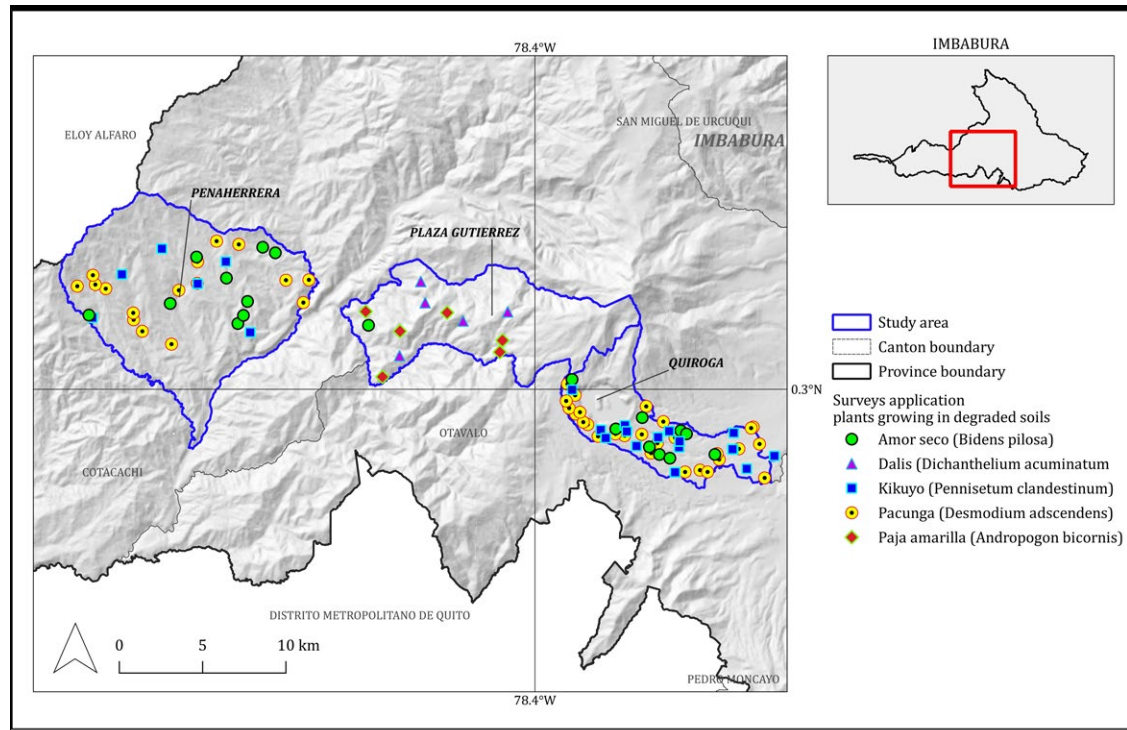 78.4°W
IMBABURA
ELOY ALFARO
SAN MIGUEL DE URCUQUI
IMBABURA
PENAHERRERA
PLAZA GUTIERREZ
QUIROGA
0.3°N
OTAVALO
COTACACHI
DISTRITO METROPOLITANO DE QUITO
PEDRO MONCAYO
0 5 10 km
78.4°W
Study area
Canton boundary
Province boundary
Surveys application
plants growing in degraded soils
Amor seco (Bidens pilosa)
Dalis (Dichanthelium acuminatum
Kikuyo (Pennisetum clandestinum)
Pacunga (Desmodium adscendens)
Paja amarilla (Andropogon bicornis)